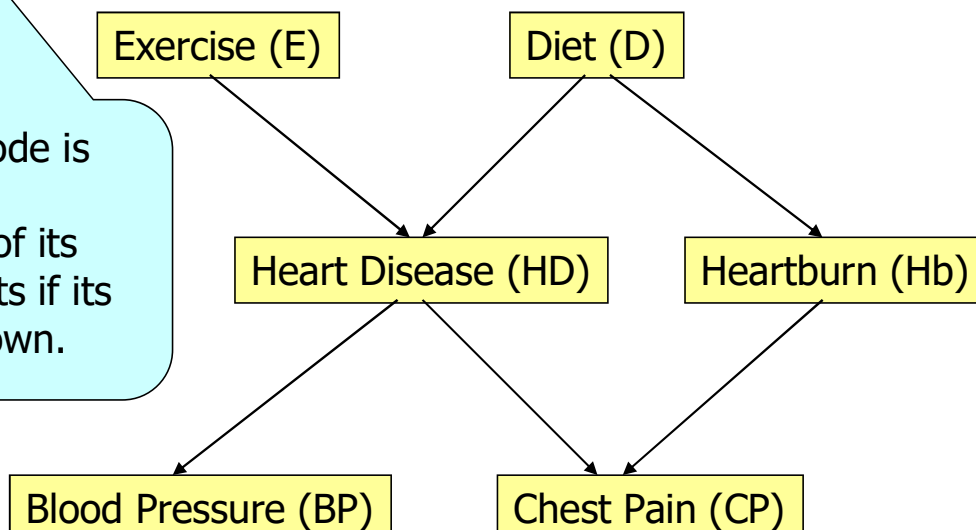 Exercise (E)
Diet (D)
ode is
of its
ts if its
own.
Heart Disease (HD)
Heartburn (Hb)
Blood Pressure (BP)
Chest Pain (CP)